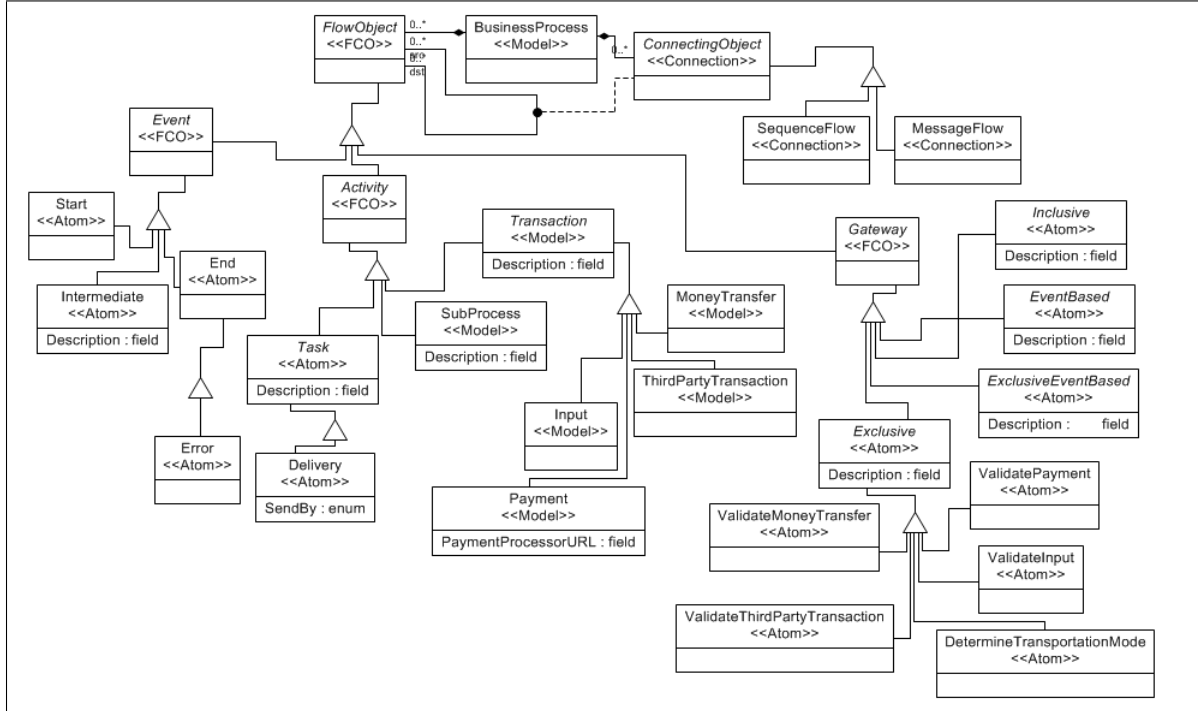 FlowObject
<<FCO>>
0..*
0..*
src
0..*
dst
BusinessProcess
<<Model>>
0..*
ConnectingObject
<<Connection>>
SequenceFlow
<<Connection>>
MessageFlow
<<Connection>>
Event
<<FCO>>
Start
<<Atom>>
Intermediate
<<Atom>>
Description : field
End
<<Atom>>
Error
<<Atom>>
Activity
<<FCO>>
Task
<<Atom>>
Description : field
Delivery
<<Atom>>
SendBy : enum
SubProcess
<<Model>>
Description : field
Transaction
<<Model>>
Description : field
MoneyTransfer
<<Model>>
ThirdPartyTransaction
<<Model>>
Input
<<Model>>
Payment
<<Model>>
PaymentProcessorURL : field
Gateway
<<FCO>>
Inclusive
<<Atom>>
Description : field
EventBased
<<Atom>>
Description : field
ExclusiveEventBased
<<Atom>>
Description : field
Exclusive
<<Atom>>
Description : field
ValidatePayment
<<Atom>>
ValidateMoneyTransfer
<<Atom>>
ValidateInput
<<Atom>>
ValidateThirdPartyTransaction
<<Atom>>
DetermineTransportationMode
<<Atom>>